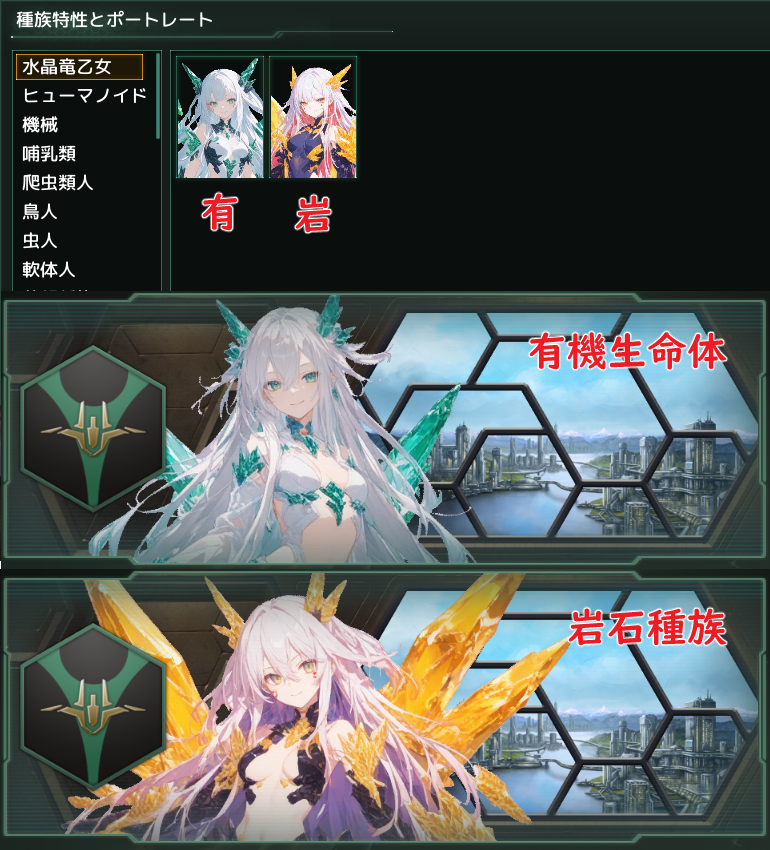 種族特性とポートレート
水晶竜乙女
ヒューマノイド
機械
哺乳類
爬虫類人
鳥人
虫人
軟体人
有
岩
有機生命体
岩石種族